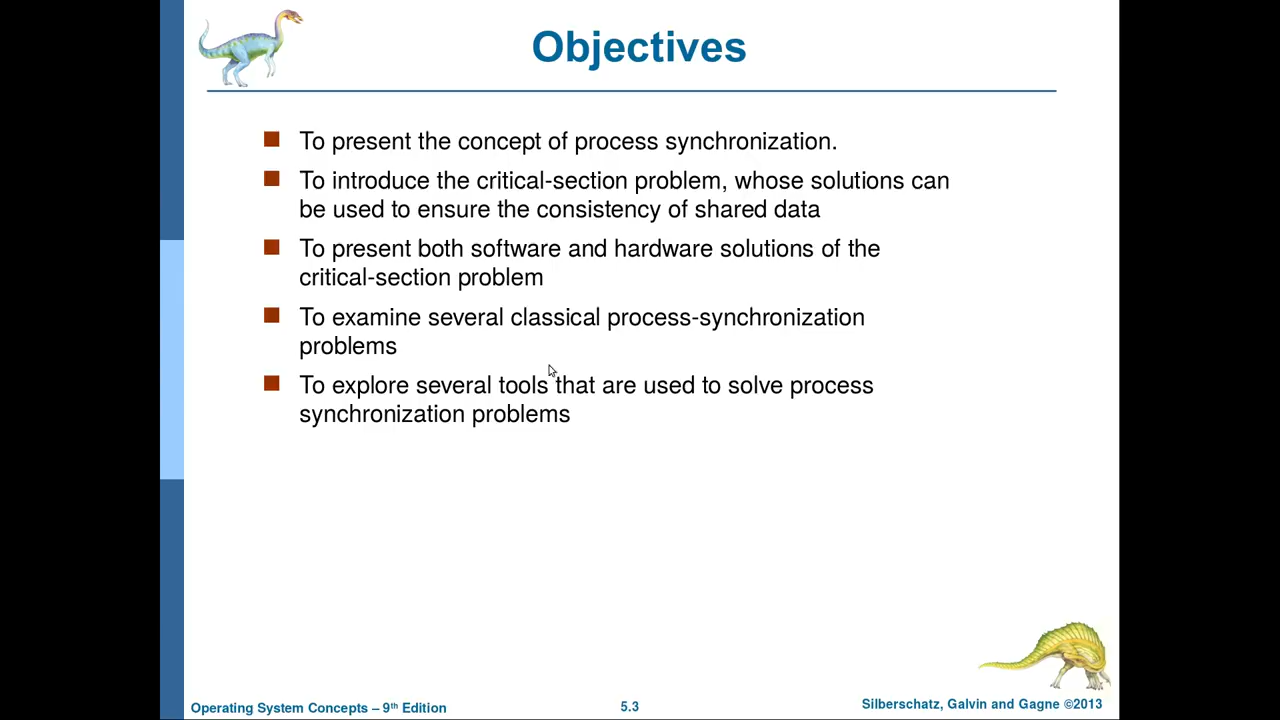 Objectives
To present the concept of process synchronization.
To introduce the critical-section problem, whose solutions can
be used to ensure the consistency of shared data
To present both software and hardware solutions of the
critical-section problem
To examine several classical process-synchronization
problems
To explore several tools that are used to solve process
synchronization problems
Operating System Concepts – 9th Edition
5.3
Silberschatz, Galvin and Gagne ©2013